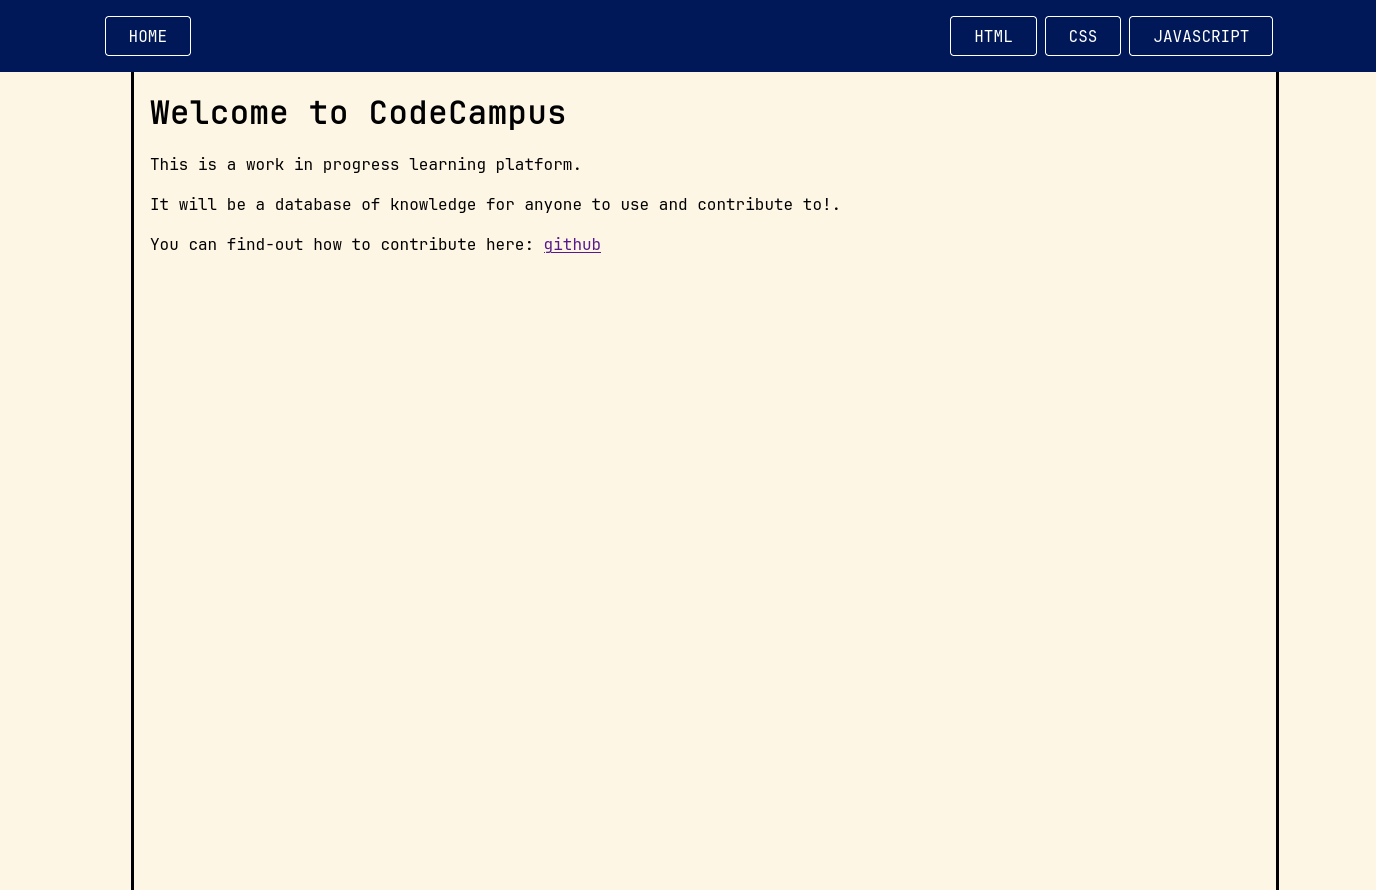 HOME HTML CSS JAVASCRIPT
Welcome to CodeCampus
This is a work in progress learning platform.
It will be a database of knowledge for anyone to use and contribute to!.
You can find-out how to contribute here: github